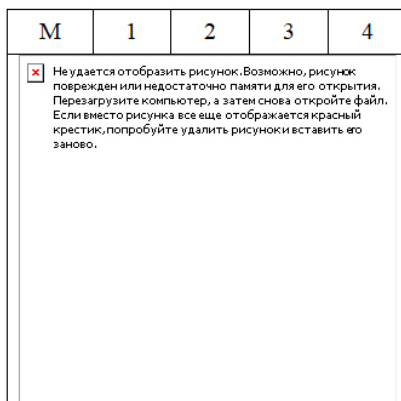 M 1 2 3 4
Не удается отобразить рисунок. Возможно, рисунок
поврежден или недостаточно памяти для его открытия.
Перезагрузите компьютер, а затем снова откройте файл.
Если вместо рисунка все еще отображается красный
крестик, попробуйте удалить рисунок и вставить его
заново.